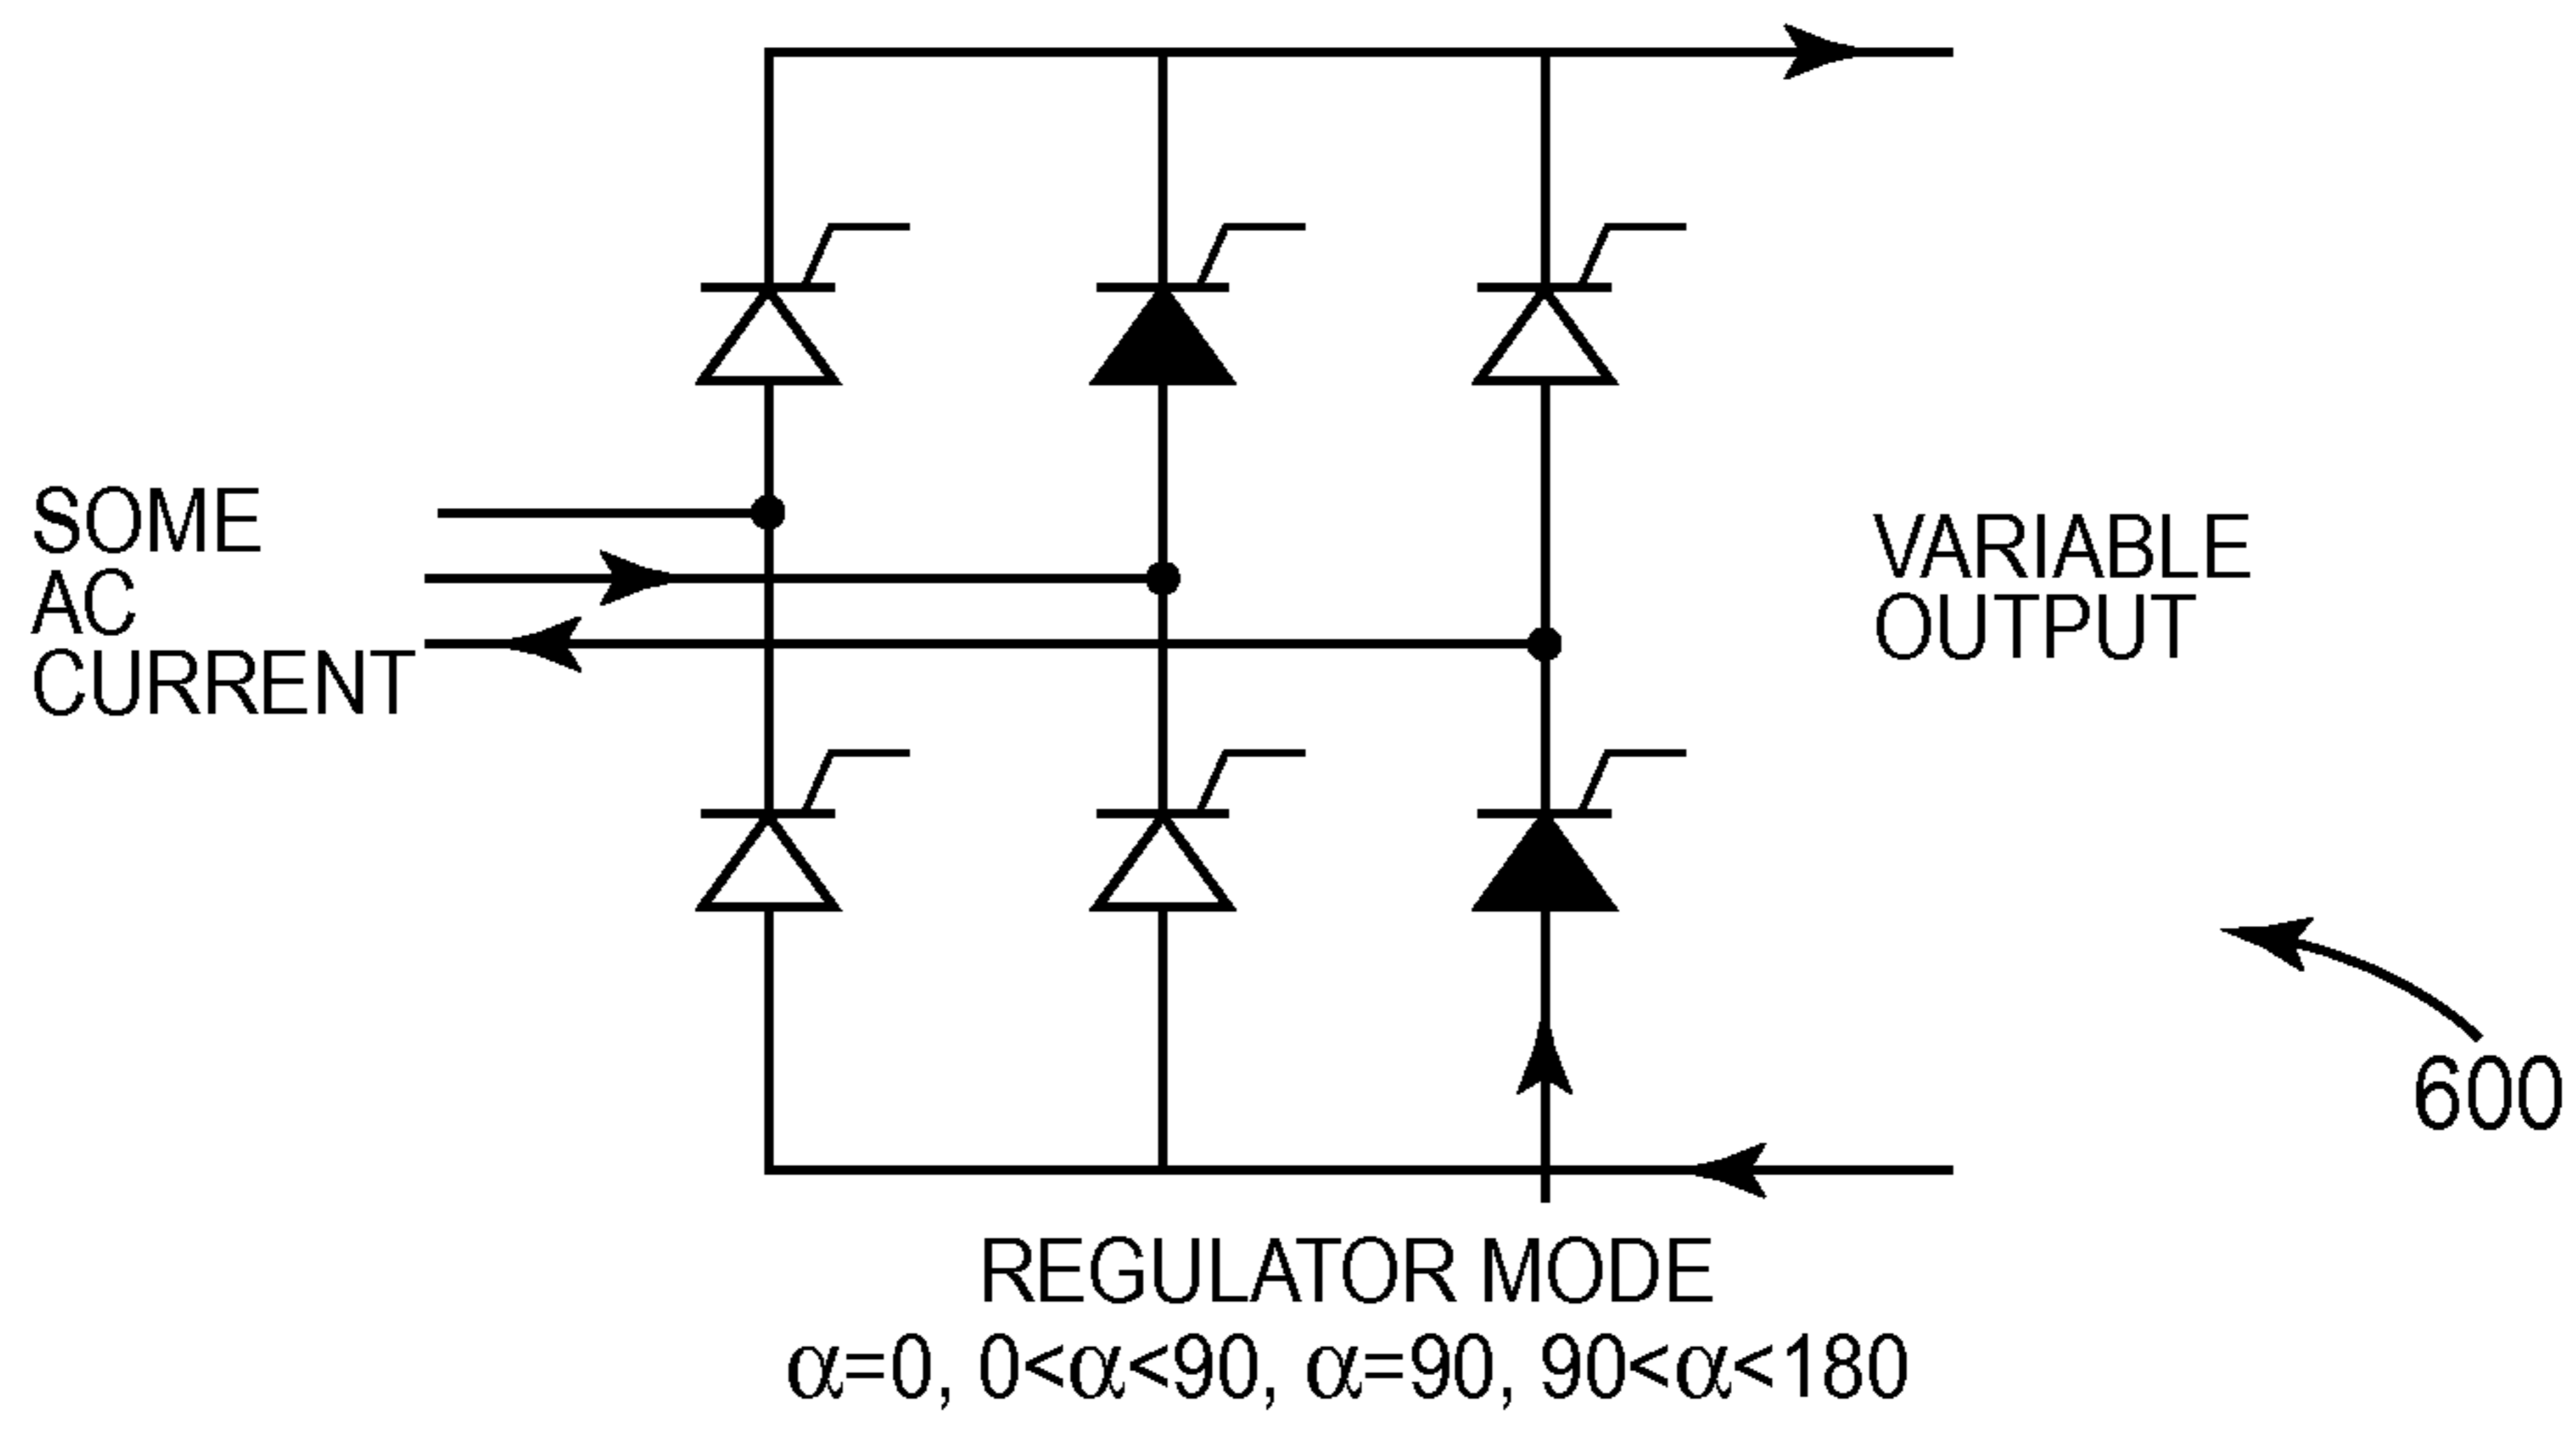 SOME
AC
CURRENT
VARIABLE
OUTPUT
600
REGULATOR MODE
α=0, 0<α<90, α=90, 90<α<180